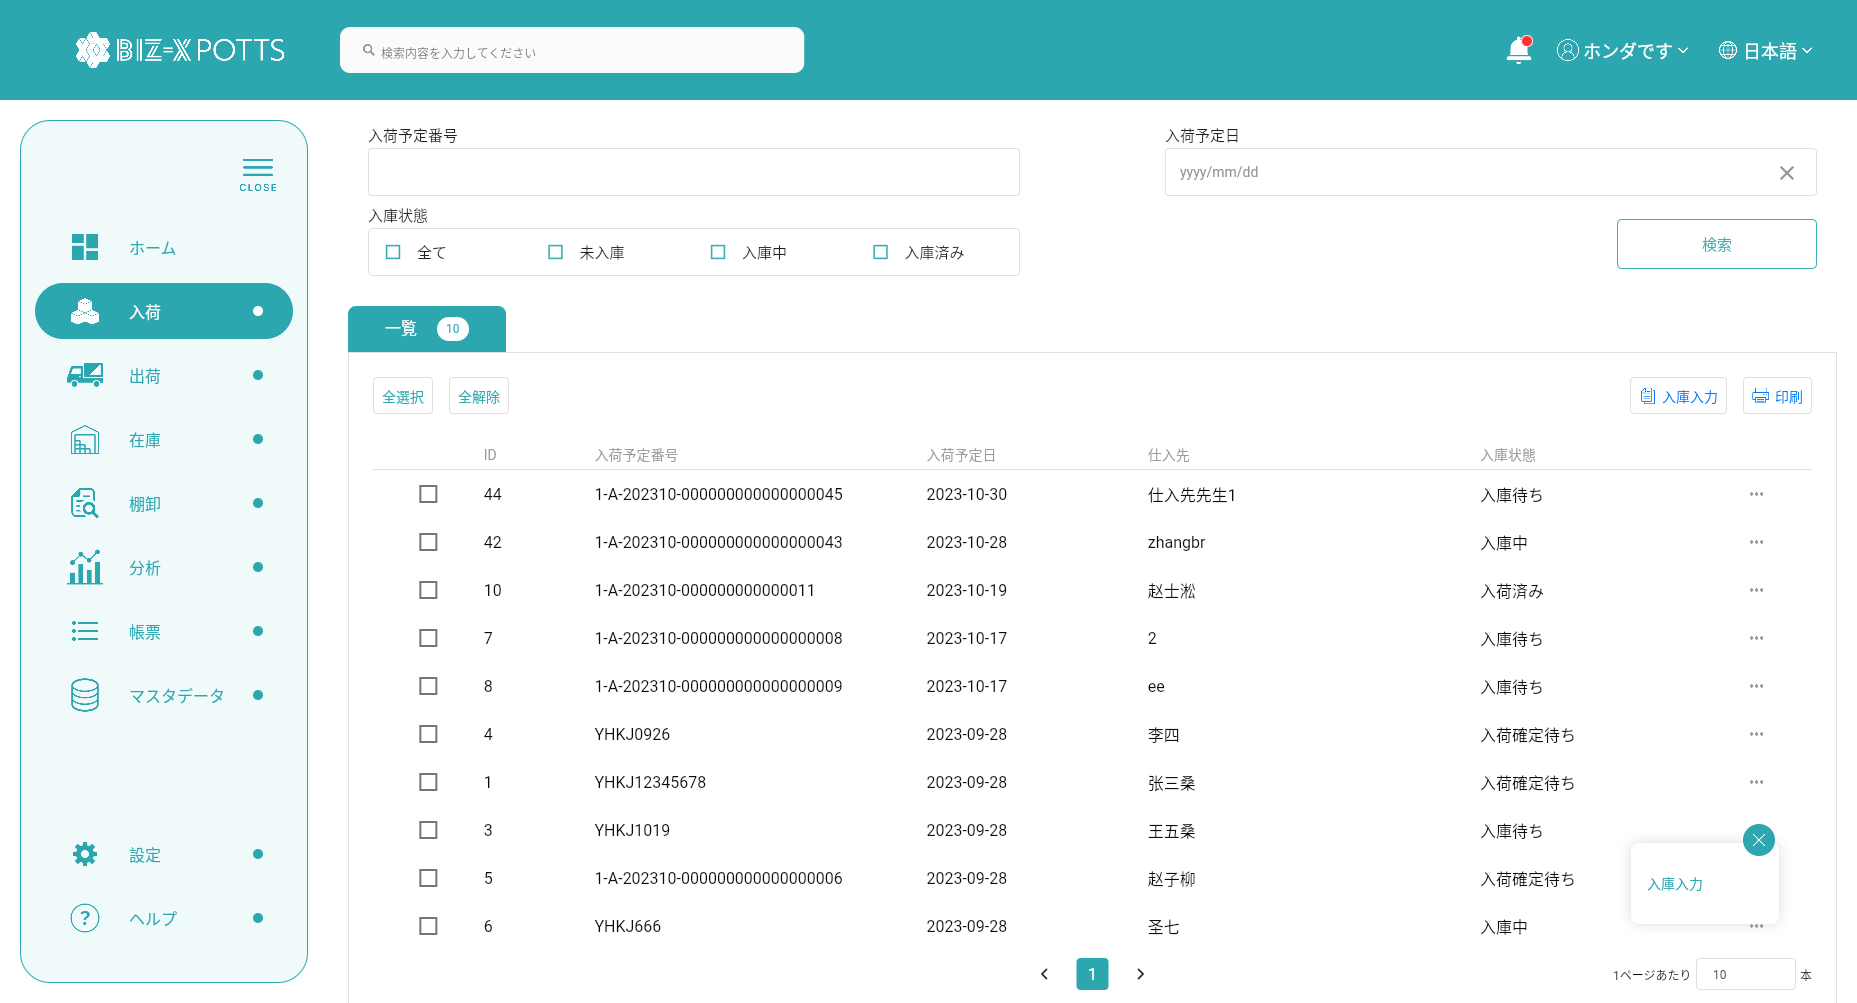 BIZ-X POTTS
検索内容を入力してください
ホンダです
日本語
CLOSE
ホーム
入荷
出荷
在庫
棚卸
分析
帳票
マスタデータ
設定
ヘルプ
入荷予定番号
入荷予定日
yyyy/mm/dd
入庫状態
全て 未入庫 入庫中 入庫済み
検索
一覧 10
全選択 全解除 入庫入力 印刷
ID 入荷予定番号 入荷予定日 仕入先 入庫状態
44 1-A-202310-000000000000000045 2023-10-30 仕入先先生1 入庫待ち
42 1-A-202310-000000000000000043 2023-10-28 zhangbr 入庫中
10 1-A-202310-000000000000011 2023-10-19 赵士淞 入荷済み
7 1-A-202310-000000000000000008 2023-10-17 2 入庫待ち
8 1-A-202310-000000000000000009 2023-10-17 ee 入庫待ち
4 YHKJ0926 2023-09-28 李四 入荷確定待ち
1 YHKJ12345678 2023-09-28 张三桑 入荷確定待ち
3 YHKJ1019 2023-09-28 王五桑 入庫待ち
5 1-A-202310-000000000000000006 2023-09-28 赵子柳 入荷確定待ち
6 YHKJ666 2023-09-28 圣七 入庫中
入庫入力
1
1ページあたり 10 本